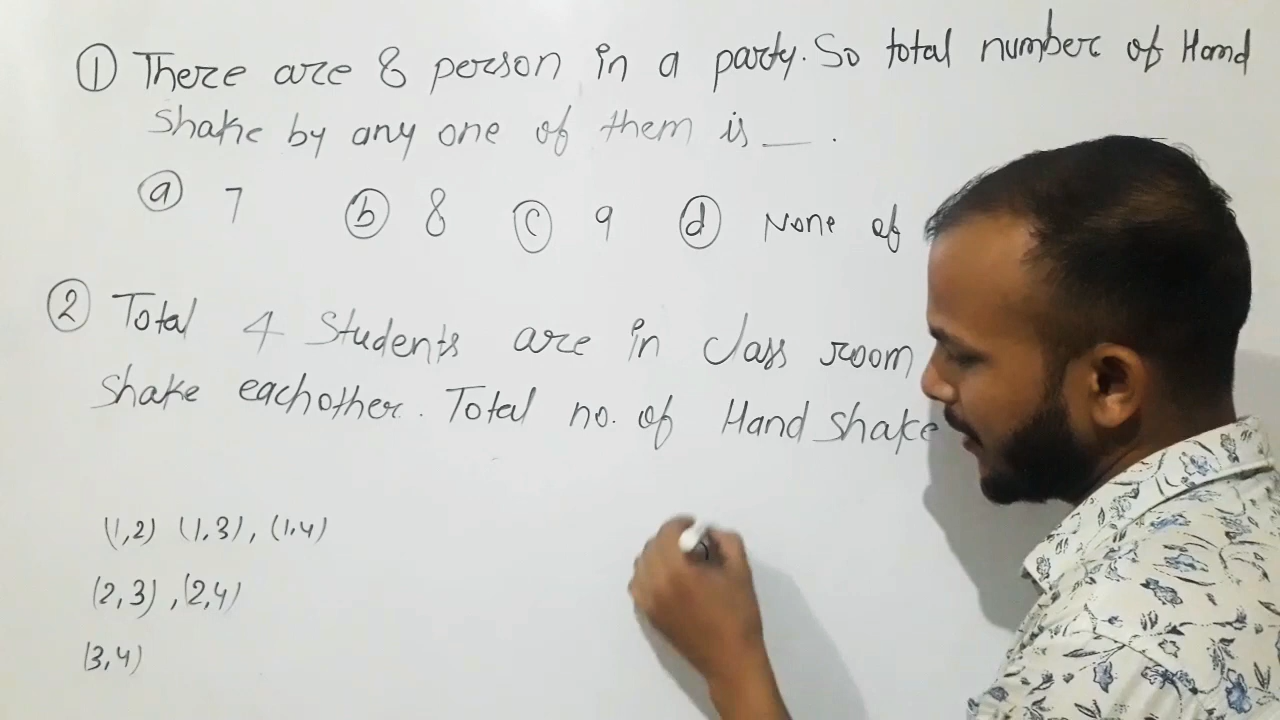 ① There are 8 person in a party. So total number of Hand
Shake by any one of them is __ .
ⓐ 7 ⓑ 8 ⓒ 9 ⓓ None of
② Total 4 Students are in class room
Shake eachother. Total no. of Hand Shake
(1,2) (1,3), (1,4)
(2,3) ,(2,4)
(3,4)